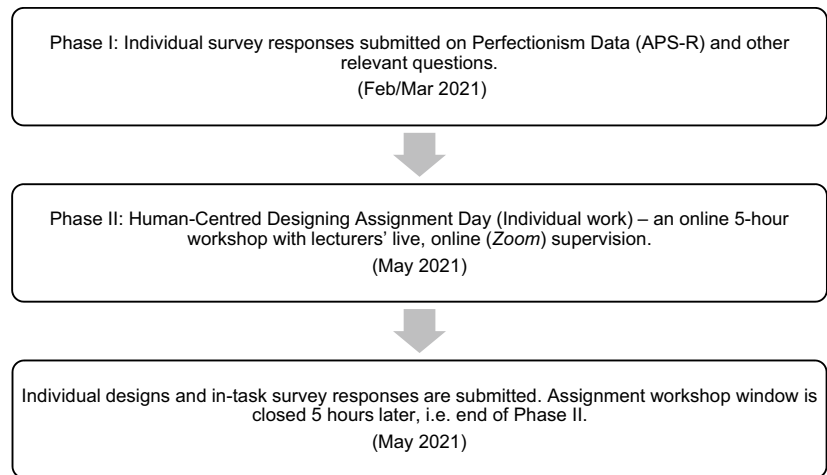 Phase I: Individual survey responses submitted on Perfectionism Data (APS-R) and other
relevant questions.
(Feb/Mar 2021)
Phase II: Human-Centred Designing Assignment Day (Individual work) – an online 5-hour
workshop with lecturers’ live, online (Zoom) supervision.
(May 2021)
Individual designs and in-task survey responses are submitted. Assignment workshop window is
closed 5 hours later, i.e. end of Phase II.
(May 2021)